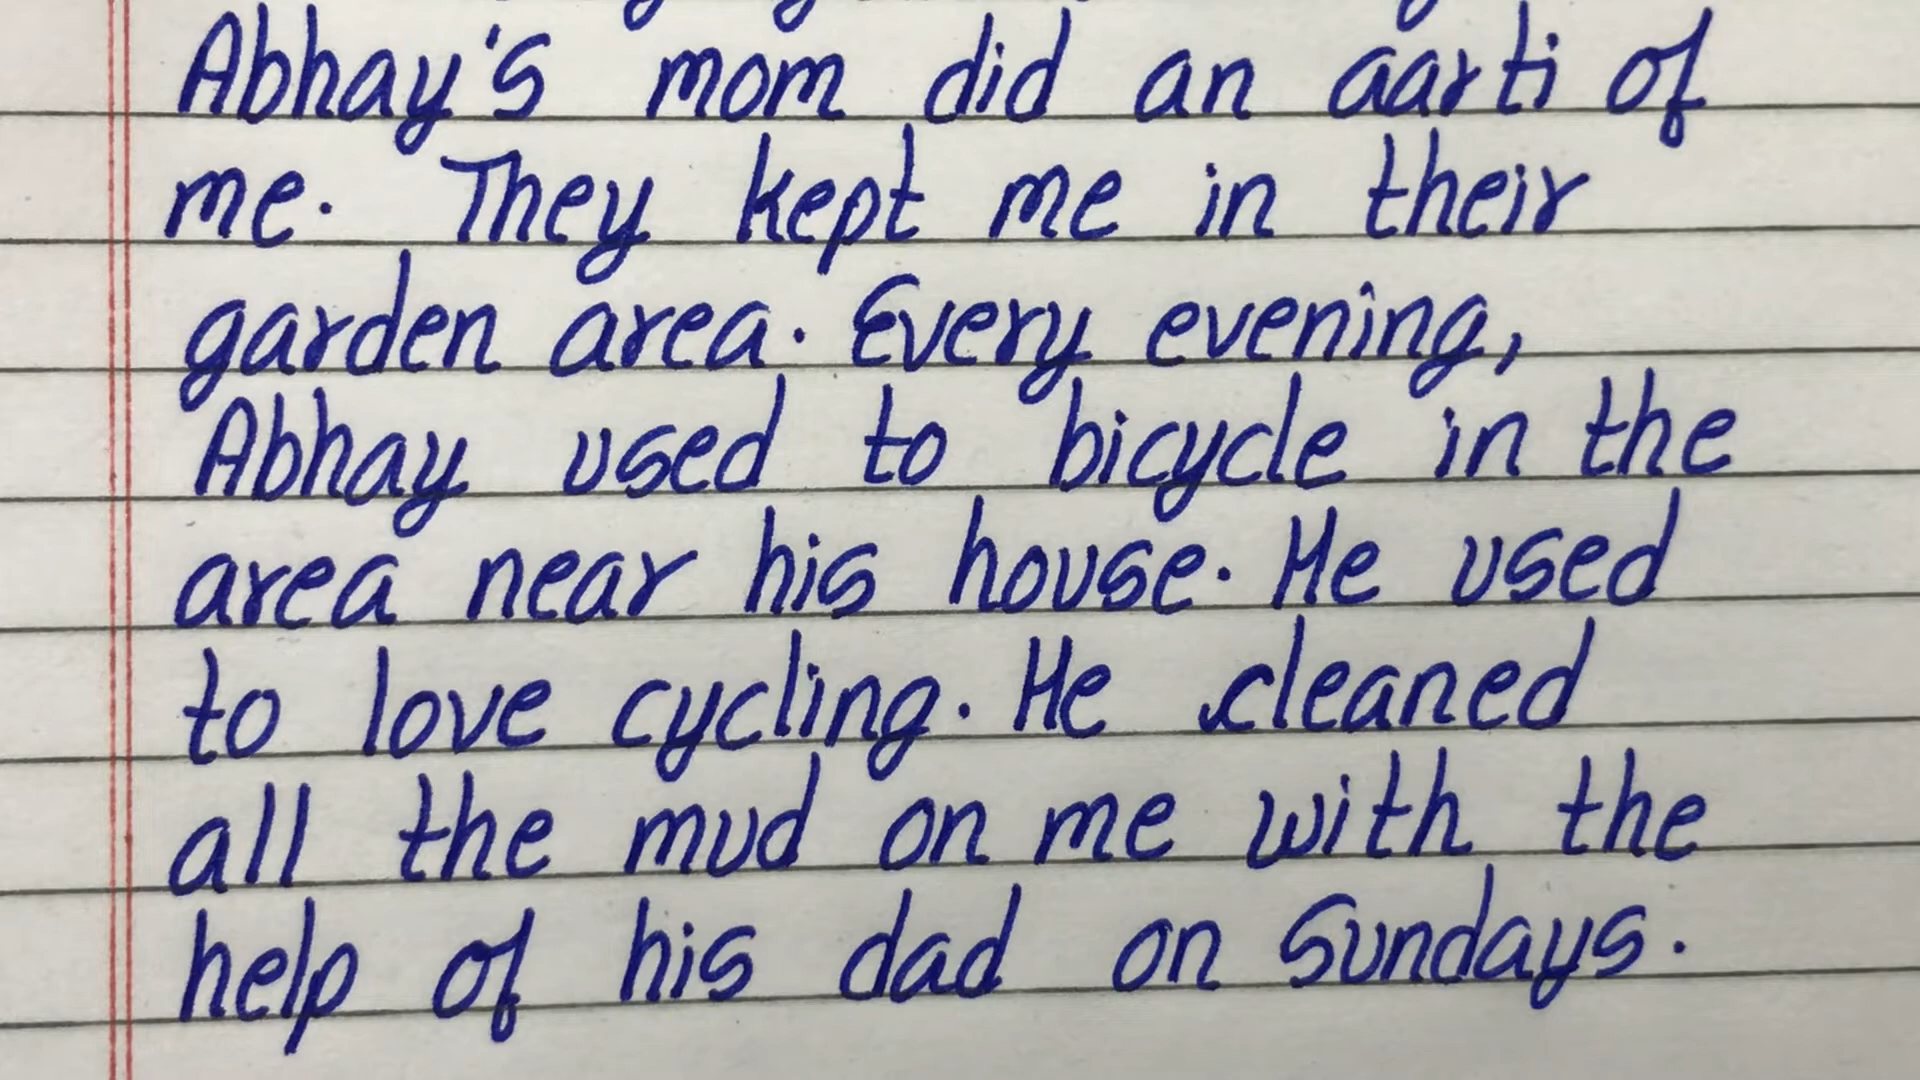 Abhay's mom did an aarti of
me. They kept me in their
garden area. Every evening,
Abhay used to bicycle in the
area near his house. He used
to love cycling. He cleaned
all the mud on me with the
help of his dad on Sundays.